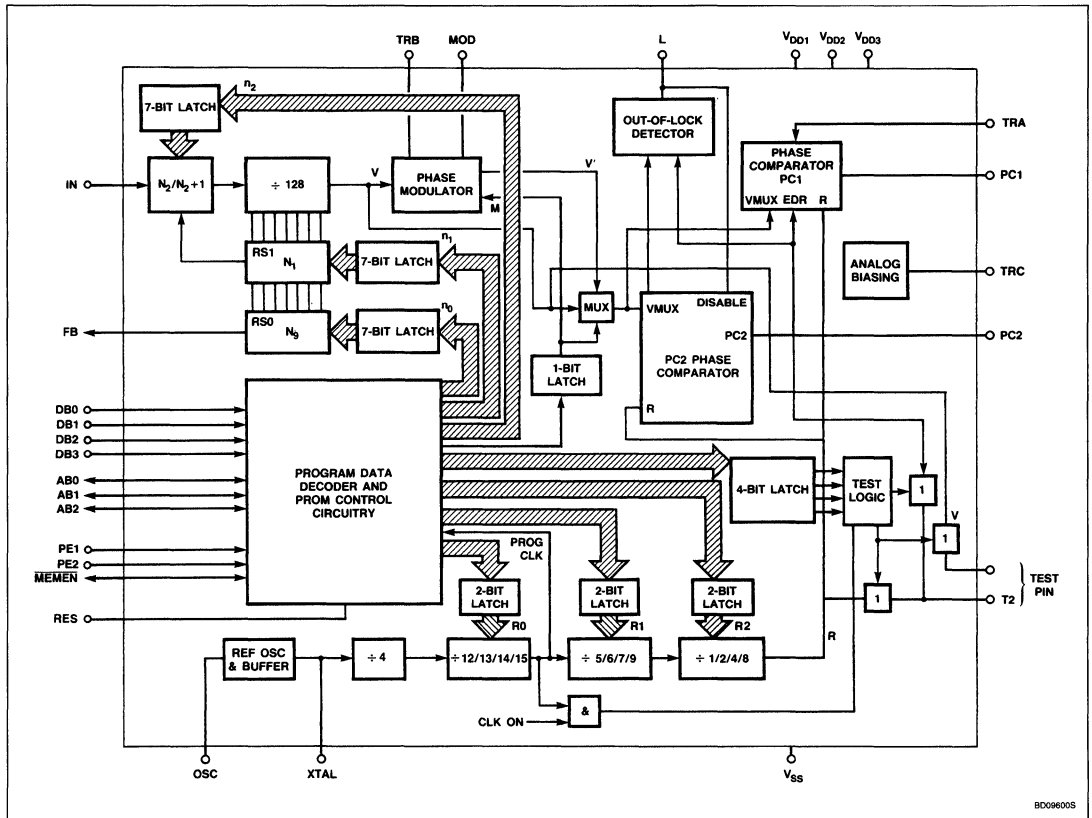 TRB
MOD
L
VDD1
VDD2
VDD3
n2
7-BIT LATCH
OUT-OF-LOCK
DETECTOR
TRA
PHASE
COMPARATOR
PC1
VMUX EDR R
PC1
IN
N2/N2+1
÷ 128
V
PHASE
MODULATOR
V'
M
n1
RS1
N1
7-BIT LATCH
ANALOG
BIASING
TRC
n0
RS0
N9
7-BIT LATCH
MUX
VMUX
DISABLE
PC2
PC2 PHASE
COMPARATOR
R
FB
PC2
1-BIT
LATCH
DB0
DB1
DB2
DB3
AB0
AB1
AB2
PE1
PE2
MEMEN
RES
PROGRAM DATA
DECODER AND
PROM CONTROL
CIRCUITRY
4-BIT LATCH
TEST
LOGIC
1
V
1
1
TEST
PIN
T2
PROG
CLK
2-BIT
LATCH
2-BIT
LATCH
2-BIT
LATCH
R0
R1
R2
R
REF OSC
& BUFFER
÷ 4
÷12/13/14/15
÷ 5/6/7/9
÷ 1/2/4/8
CLK ON
&
OSC
XTAL
VSS
BD09600S